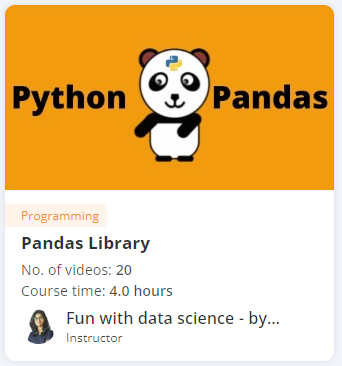 Python Pandas
Programming
Pandas Library
No. of videos: 20
Course time: 4.0 hours
Fun with data science - by...
Instructor